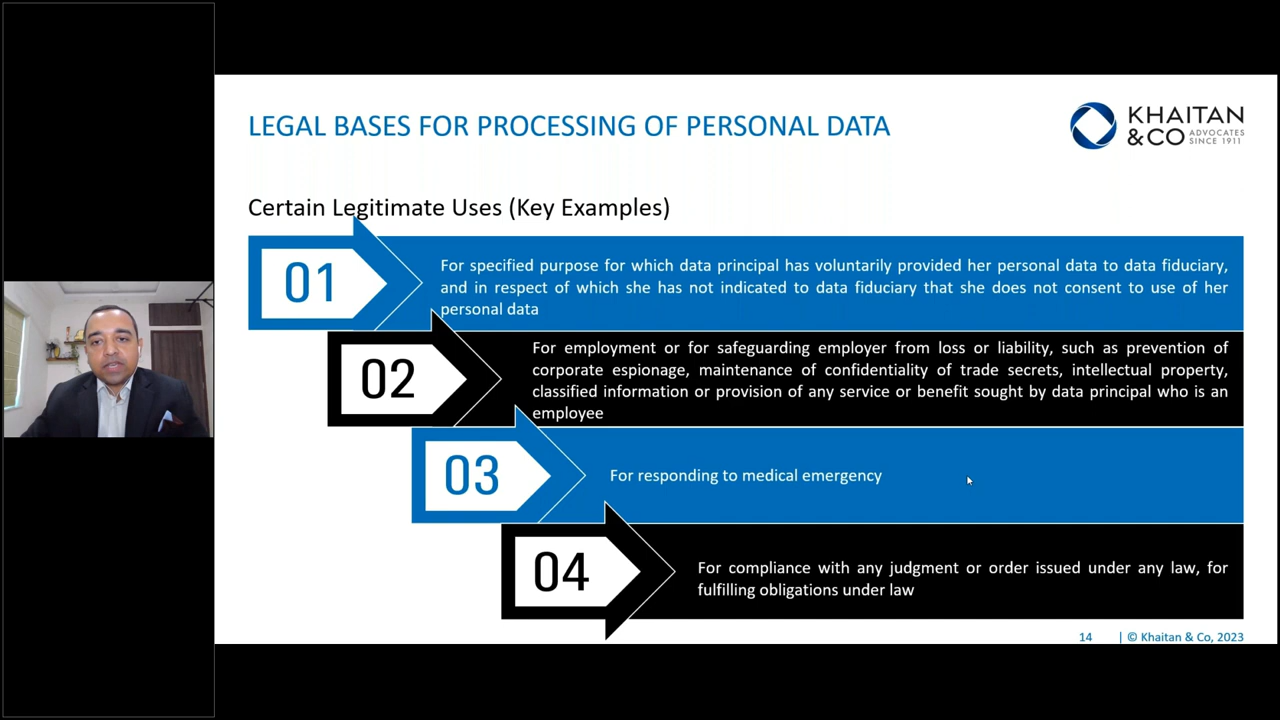 LEGAL BASES FOR PROCESSING OF PERSONAL DATA
KHAITAN
&CO ADVOCATES
SINCE 1911
Certain Legitimate Uses (Key Examples)
01
For specified purpose for which data principal has voluntarily provided her personal data to data fiduciary,
and in respect of which she has not indicated to data fiduciary that she does not consent to use of her
personal data
02
For employment or for safeguarding employer from loss or liability, such as prevention of
corporate espionage, maintenance of confidentiality of trade secrets, intellectual property,
classified information or provision of any service or benefit sought by data principal who is an
employee
03
For responding to medical emergency
04
For compliance with any judgment or order issued under any law, for
fulfilling obligations under law
14 | © Khaitan & Co, 2023